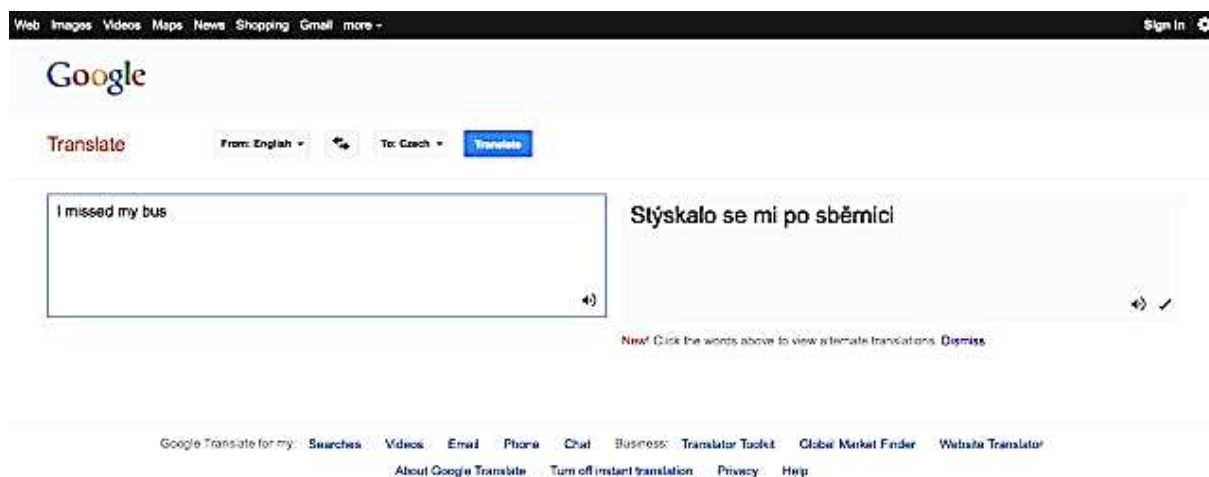 Web Images Videos Maps News Shopping Gmail more Sign in
Google
Translate From: English To: Czech Translate
I missed my bus
Stýskalo se mi po sběrnici
New! Click the words above to view alternate translations. Dismiss
Google Translate for my: Searches Videos Email Phone Chat Business: Translator Toolkit Global Market Finder Website Translator
About Google Translate Turn off instant translation Privacy Help